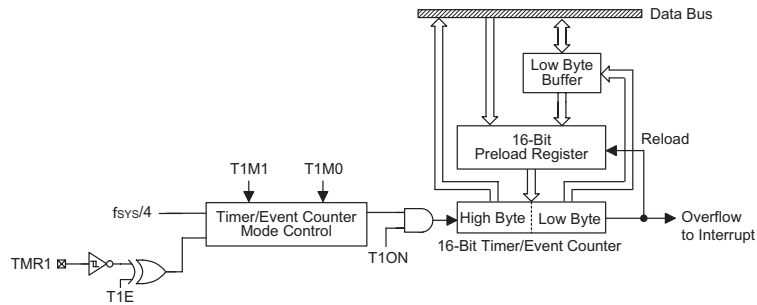 Data Bus
Low Byte
Buffer
16-Bit
Preload Register
Reload
T1M1
T1M0
fSYS/4
Timer/Event Counter
Mode Control
High Byte
Low Byte
Overflow
to Interrupt
T1ON
16-Bit Timer/Event Counter
TMR1
T1E